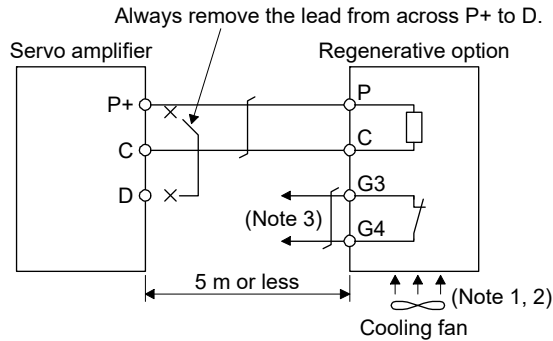 Always remove the lead from across P+ to D.
Servo amplifier
Regenerative option
P+
P
C
C
D
G3
(Note 3)
G4
5 m or less
(Note 1, 2)
Cooling fan